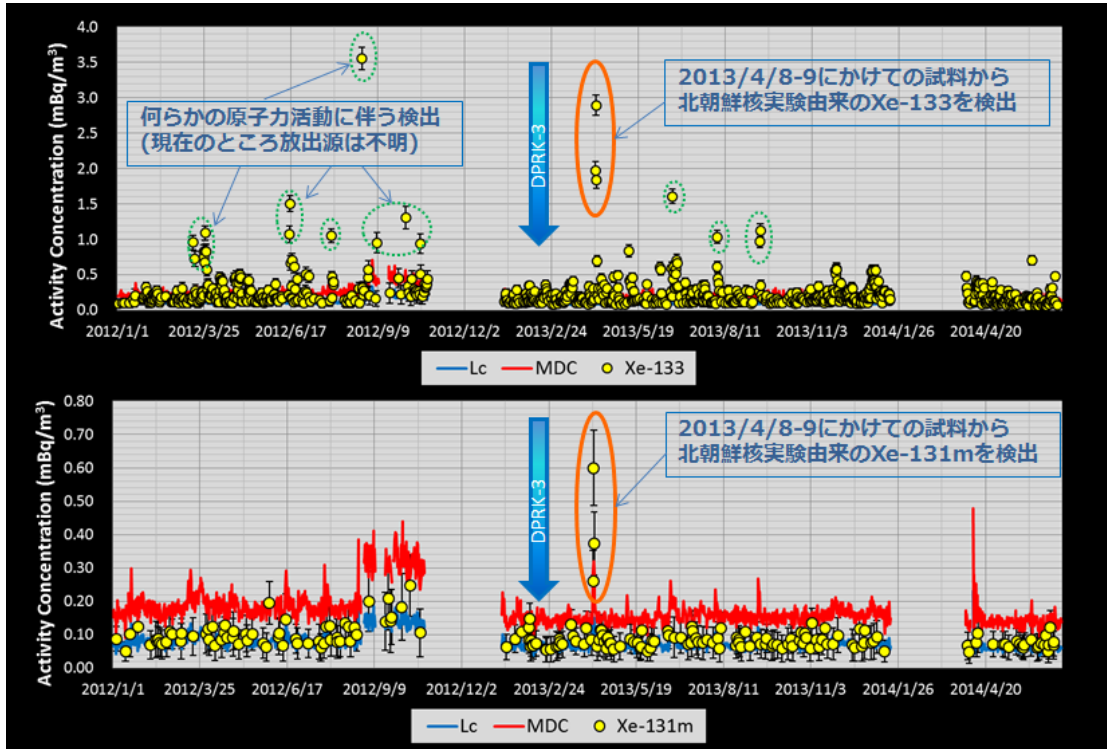 4.0
3.5
3.0
2.5
2.0
1.5
1.0
0.5
0.0
Activity Concentration (mBq/m³)
何らかの原子力活動に伴う検出
(現在のところ放出源は不明)
DPRK-3
2013/4/8-9にかけての試料から
北朝鮮核実験由来のXe-133を検出
2012/1/1 2012/3/25 2012/6/17 2012/9/9 2012/12/2 2013/2/24 2013/5/19 2013/8/11 2013/11/3 2014/1/26 2014/4/20
Lc MDC Xe-133
0.80
0.70
0.60
0.50
0.40
0.30
0.20
0.10
0.00
Activity Concentration (mBq/m³)
DPRK-3
2013/4/8-9にかけての試料から
北朝鮮核実験由来のXe-131mを検出
2012/1/1 2012/3/25 2012/6/17 2012/9/9 2012/12/2 2013/2/24 2013/5/19 2013/8/11 2013/11/3 2014/1/26 2014/4/20
Lc MDC Xe-131m